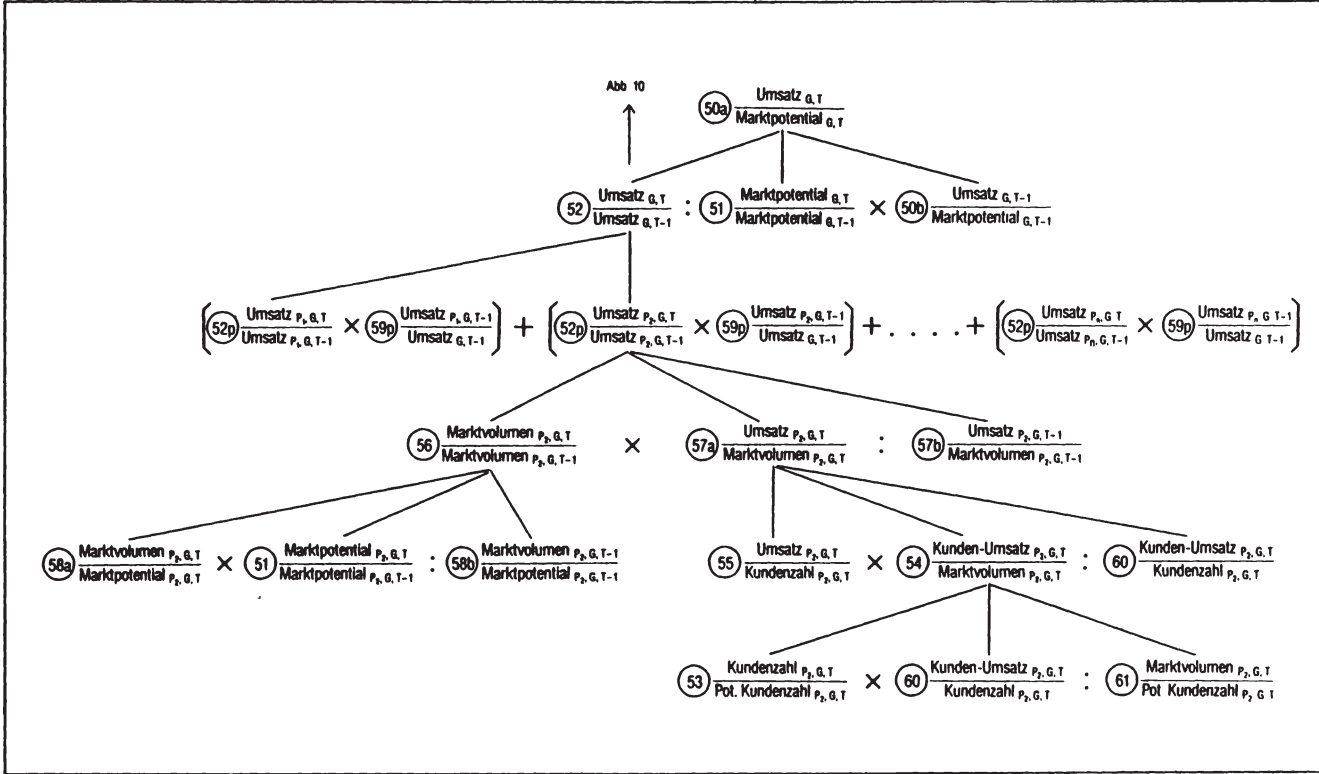 Abb 10
50a Umsatz G, T / Marktpotential G, T
52 Umsatz G, T / Umsatz G, T-1 : 51 Marktpotential G, T / Marktpotential G, T-1 × 50b Umsatz G, T-1 / Marktpotential G, T-1
(52p Umsatz P₁, G, T / Umsatz P₁, G, T-1 × 59p Umsatz P₁, G, T-1 / Umsatz G, T-1) + (52p Umsatz P₂, G, T / Umsatz P₂, G, T-1 × 59p Umsatz P₂, G, T-1 / Umsatz G, T-1) + . . . . + (52p Umsatz Pₙ, G T / Umsatz Pₙ, G, T-1 × 59p Umsatz Pₙ G T-1 / Umsatz G T-1)
56 Marktvolumen P₂, G, T / Marktvolumen P₂, G, T-1 × 57a Umsatz P₂, G, T / Marktvolumen P₂, G, T : 57b Umsatz P₂, G, T-1 / Marktvolumen P₂, G, T-1
58a Marktvolumen P₂, G, T / Marktpotential P₂, G, T × 51 Marktpotential P₂, G, T / Marktpotential P₂, G, T-1 : 58b Marktvolumen P₂, G, T-1 / Marktpotential P₂, G, T-1
55 Umsatz P₂, G, T / Kundenzahl P₂, G, T × 54 Kunden-Umsatz P₂, G, T / Marktvolumen P₂, G, T : 60 Kunden-Umsatz P₂, G, T / Kundenzahl P₂, G, T
53 Kundenzahl P₂, G, T / Pot. Kundenzahl P₂, G, T × 60 Kunden-Umsatz P₂, G, T / Kundenzahl P₂, G, T : 61 Marktvolumen P₂, G, T / Pot Kundenzahl P₂ G T